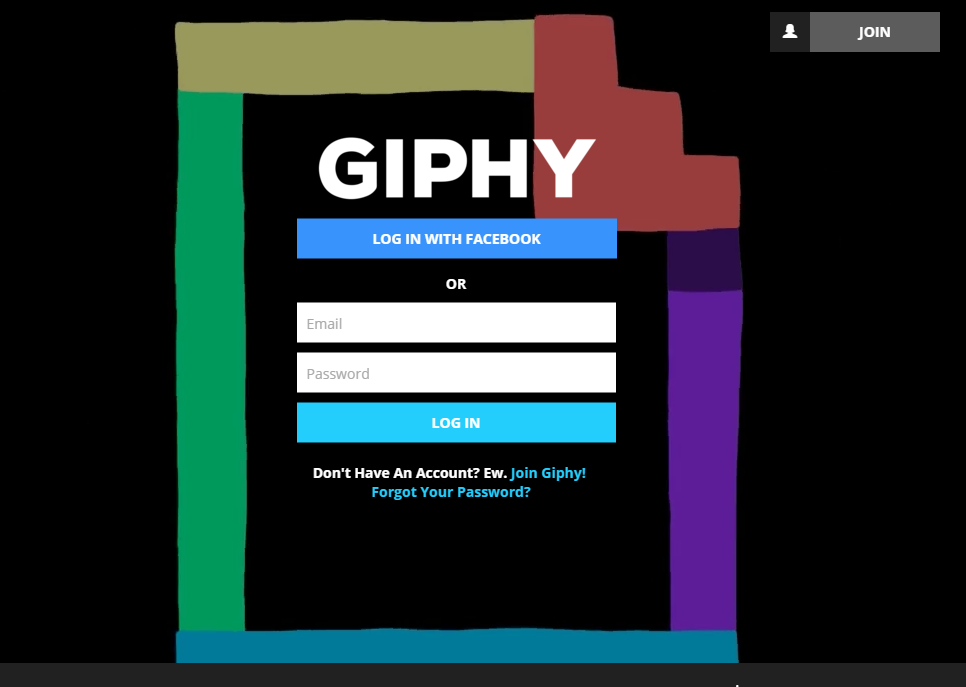 JOIN
GIPHY
LOG IN WITH FACEBOOK
OR
Email
Password
LOG IN
Don't Have An Account? Ew. Join Giphy!
Forgot Your Password?